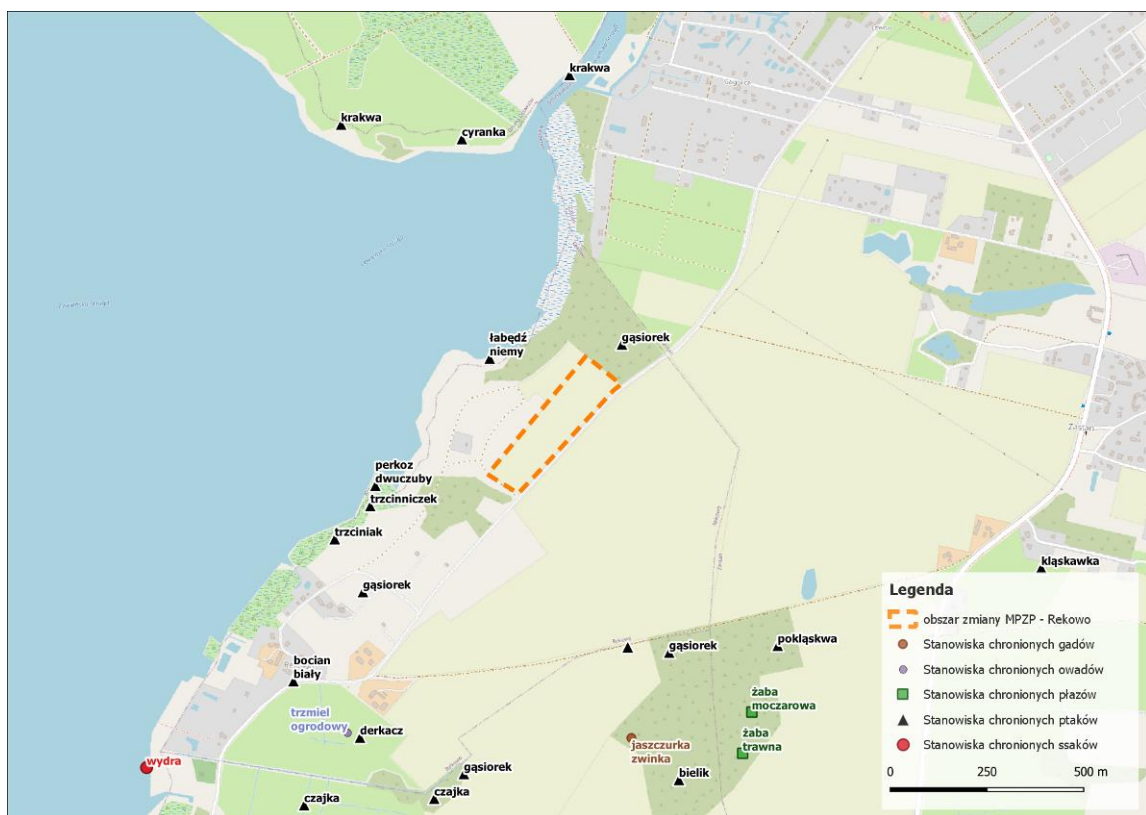 krakwa
krakwa
cyranka
łabędź
niemy
gąsiorek
perkoz
dwuczuby
trzcinniczek
trzciniak
Zastań
gąsiorek
kląskawka
gąsiorek
pokląskwa
bocian
biały
żaba
moczarowa
trzmiel
ogrodowy
derkacz
jaszczurka
zwinka
żaba
trawna
wydra
gąsiorek
bielik
czajka
czajka
Legenda
obszar zmiany MPZP - Rekowo
Stanowiska chronionych gadów
Stanowiska chronionych owadów
Stanowiska chronionych płazów
Stanowiska chronionych ptaków
Stanowiska chronionych ssaków
0 250 500 m